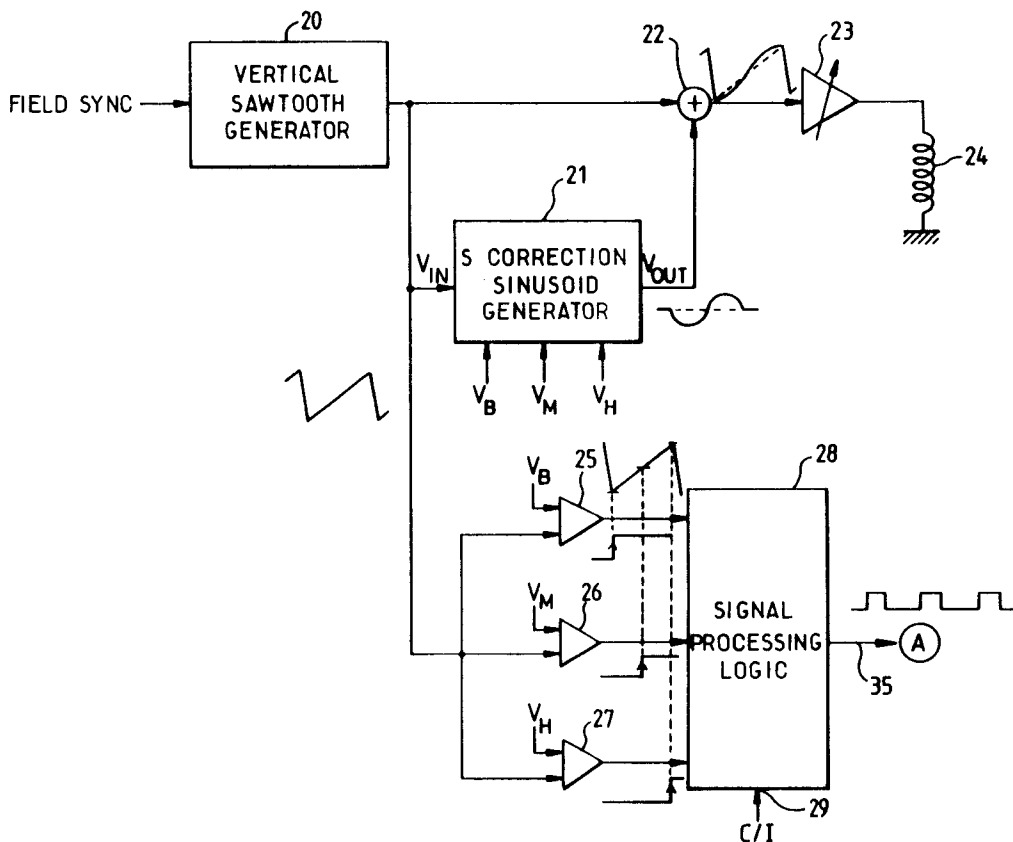 20
VERTICAL
SAWTOOTH
GENERATOR
FIELD SYNC
22
23
24
21
S CORRECTION
SINUSOID
GENERATOR
V_IN
V_OUT
+
V_B
V_M
V_H
V_B
25
V_M
26
V_H
27
28
SIGNAL
PROCESSING
LOGIC
A
35
29
C/I